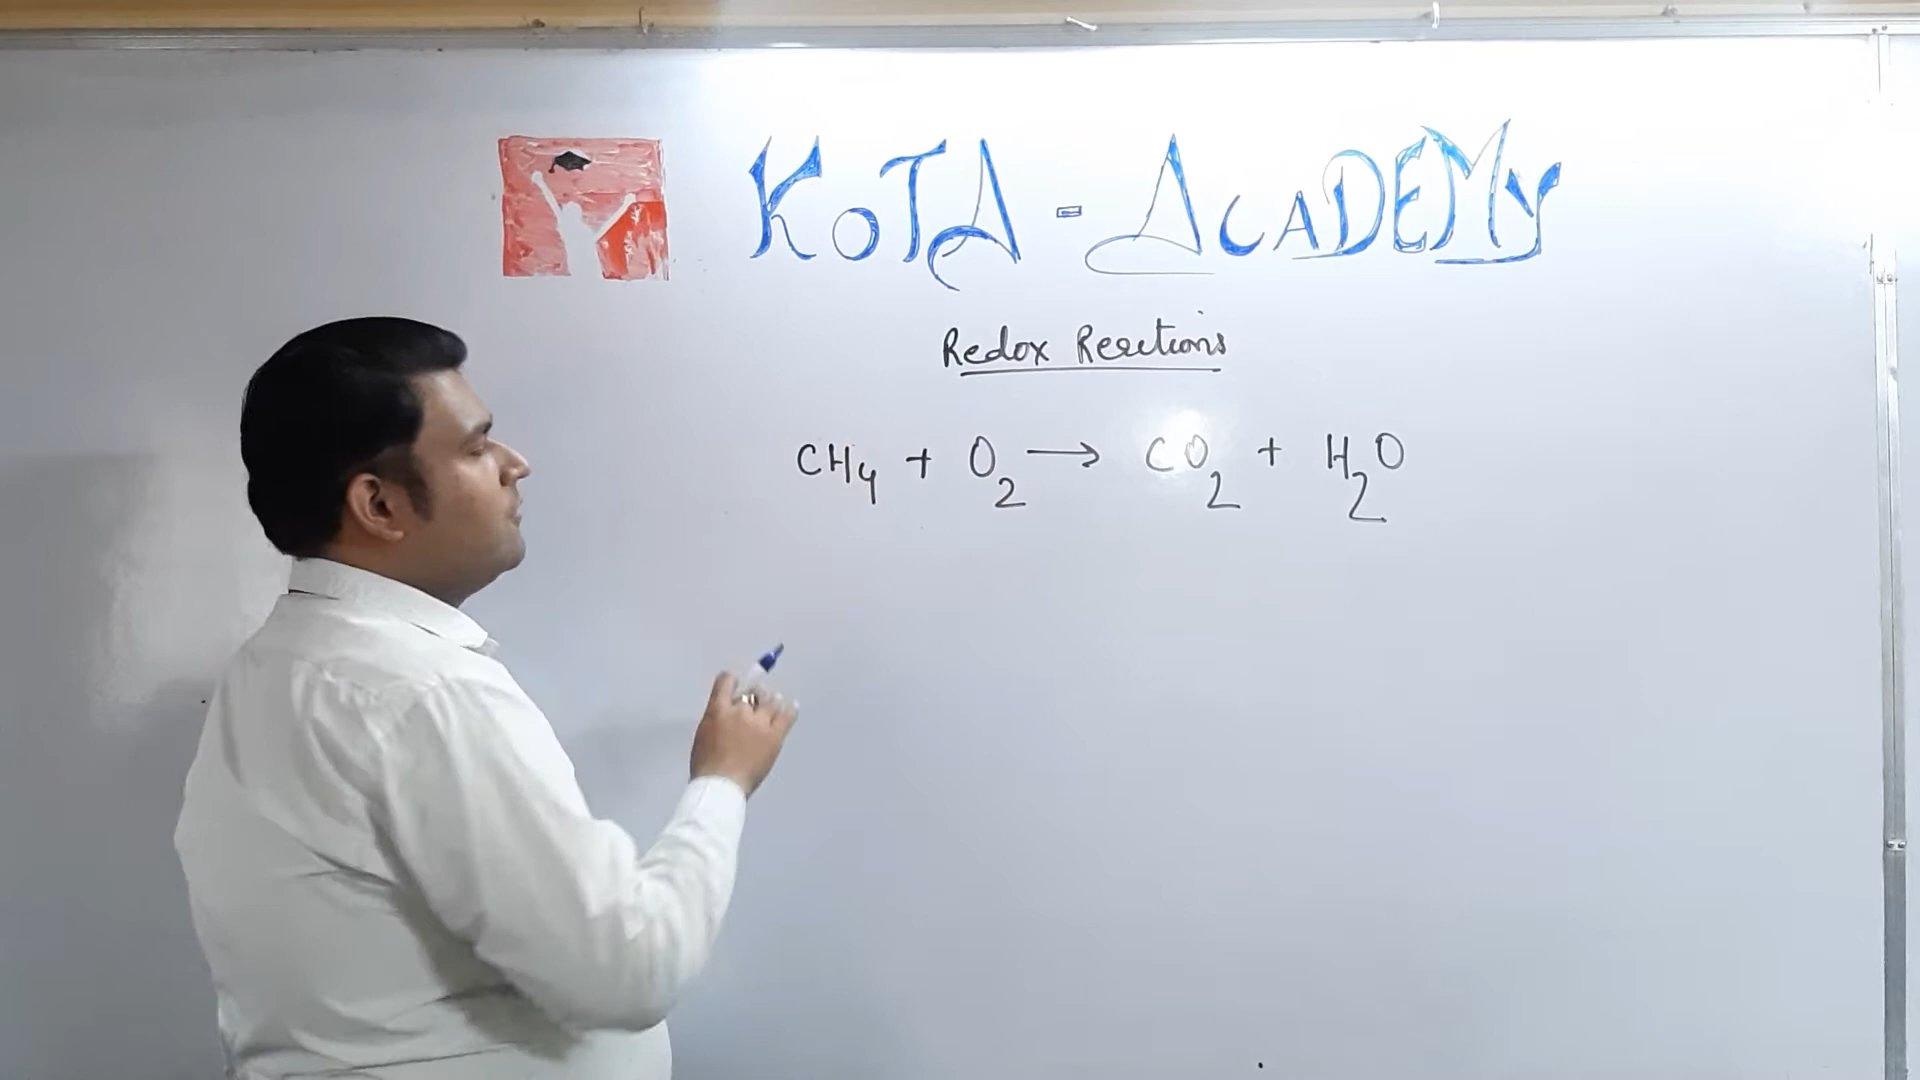 KOTA - ACADEMY
Redox Reactions
CH4 + O2 → CO2 + H2O